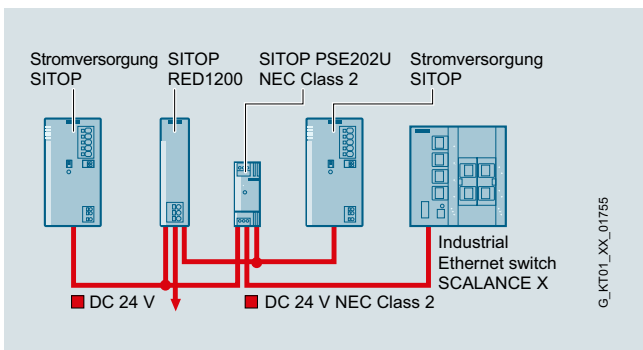 Stromversorgung
SITOP
SITOP
RED1200
SITOP PSE202U
NEC Class 2
Stromversorgung
SITOP
Industrial
Ethernet switch
SCALANCE X
DC 24 V
DC 24 V NEC Class 2
G_KT01_XX_01755